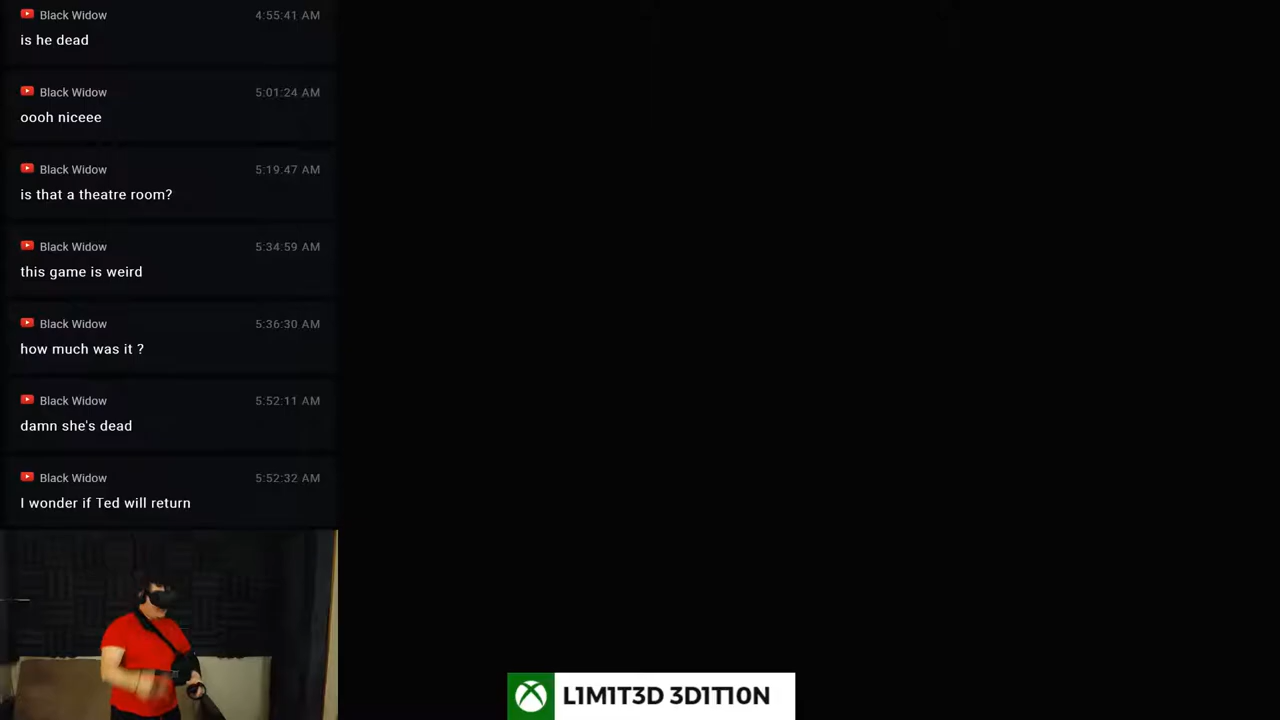 Black Widow 4:55:41 AM
is he dead
Black Widow 5:01:24 AM
oooh niceee
Black Widow 5:19:47 AM
is that a theatre room?
Black Widow 5:34:59 AM
this game is weird
Black Widow 5:36:30 AM
how much was it ?
Black Widow 5:52:11 AM
damn she's dead
Black Widow 5:52:32 AM
I wonder if Ted will return
L1M1T3D 3D1T10N